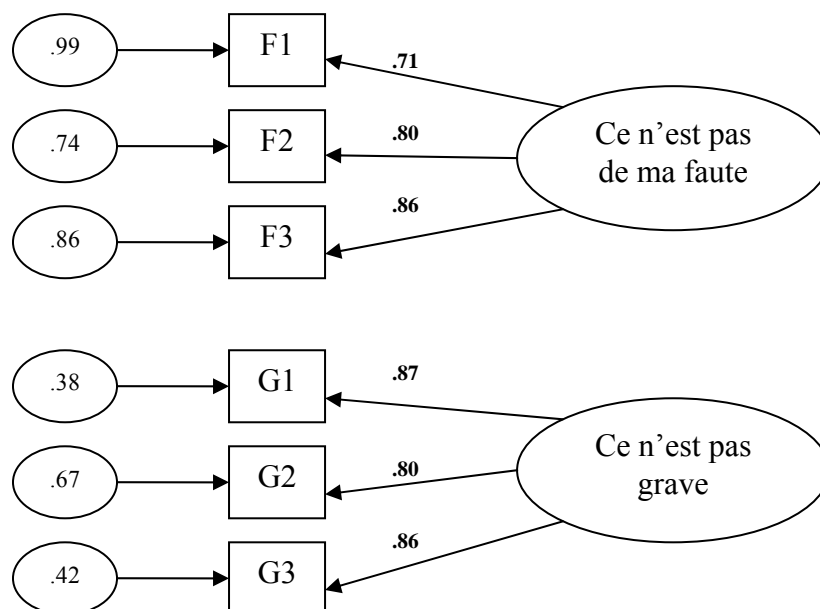 .99
F1
.71
.74
F2
.80
Ce n’est pas
de ma faute
.86
F3
.86
.38
G1
.87
.67
G2
.80
Ce n’est pas
grave
.42
G3
.86